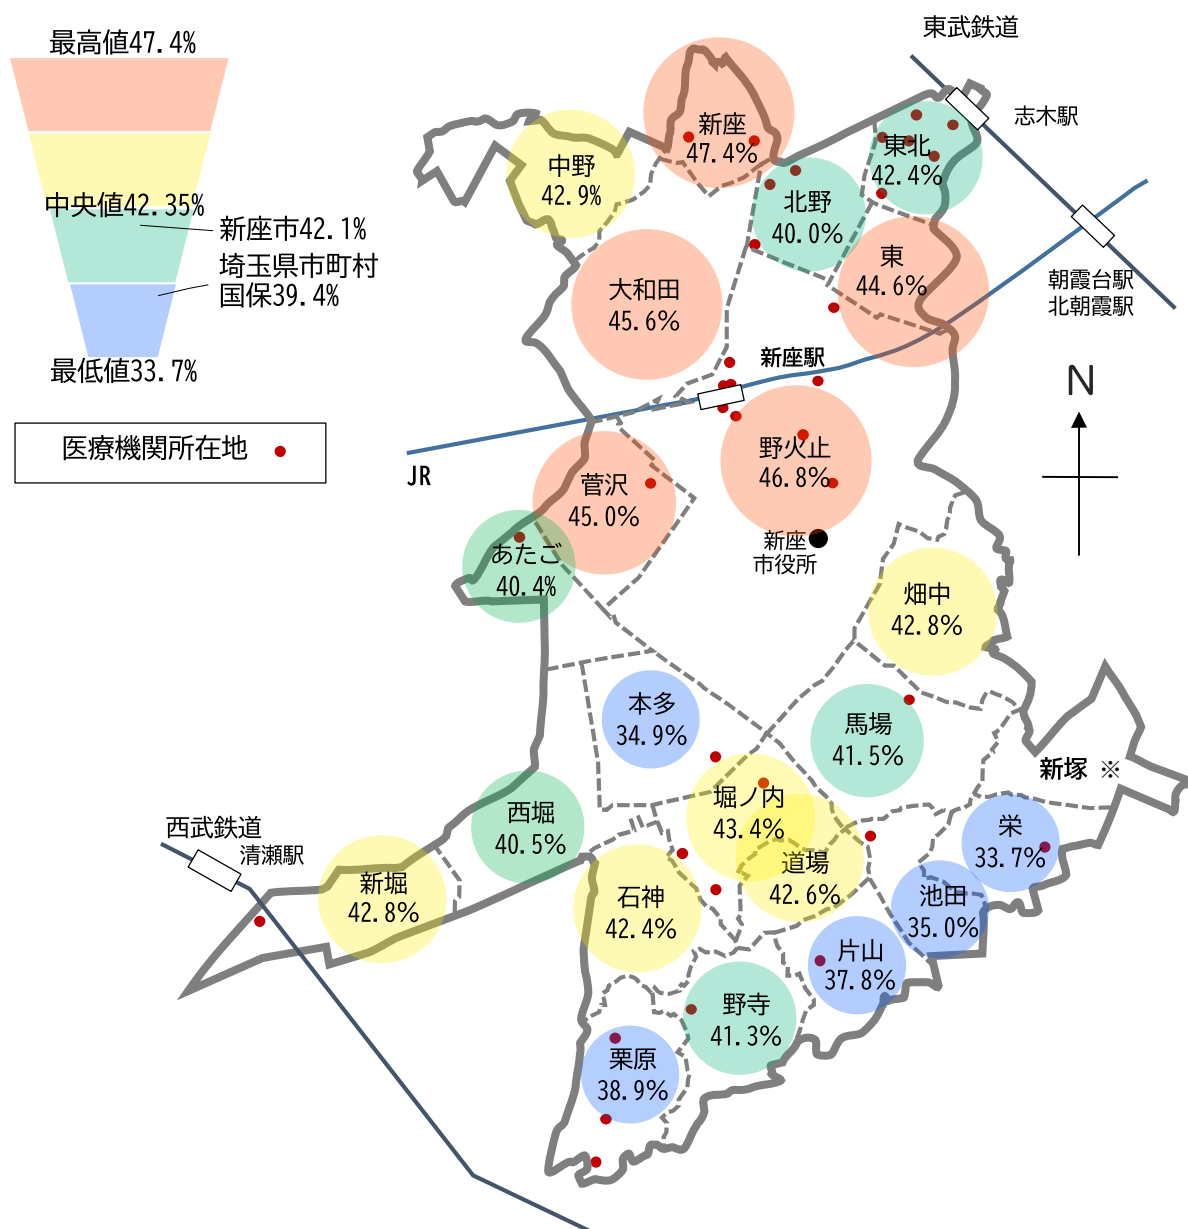 最高値47.4%
中央値42.35%
新座市42.1%
埼玉県市町村
国保39.4%
最低値33.7%
医療機関所在地
東武鉄道
志木駅
朝霞台駅
北朝霞駅
新座
47.4%
中野
42.9%
東北
42.4%
北野
40.0%
東
44.6%
大和田
45.6%
新座駅
N
JR
野火止
46.8%
菅沢
45.0%
新座
市役所
あたご
40.4%
畑中
42.8%
本多
34.9%
馬場
41.5%
新塚 ※
堀ノ内
43.4%
西堀
40.5%
西武鉄道
清瀬駅
栄
33.7%
道場
42.6%
新堀
42.8%
石神
42.4%
池田
35.0%
片山
37.8%
野寺
41.3%
栗原
38.9%